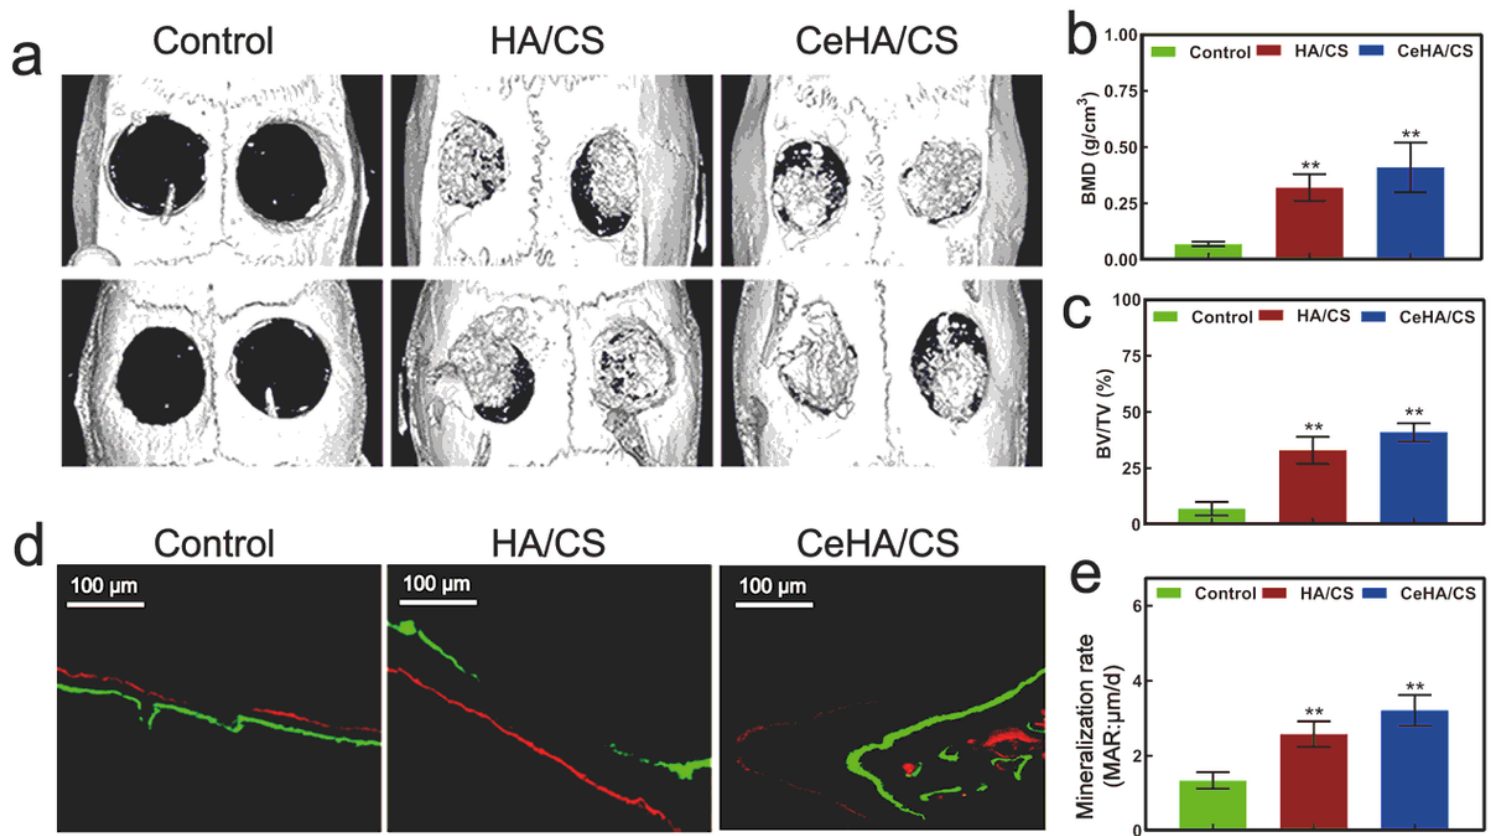 a
Control HA/CS CeHA/CS
b
1.00
0.75
0.50
0.25
0.00
BMD (g/cm³)
Control HA/CS CeHA/CS
**
**
c
100
75
50
25
0
BV/TV (%)
Control HA/CS CeHA/CS
**
**
d
Control HA/CS CeHA/CS
100 µm
100 µm
100 µm
e
6
4
2
0
Mineralization rate
(MAR:µm/d)
Control HA/CS CeHA/CS
**
**